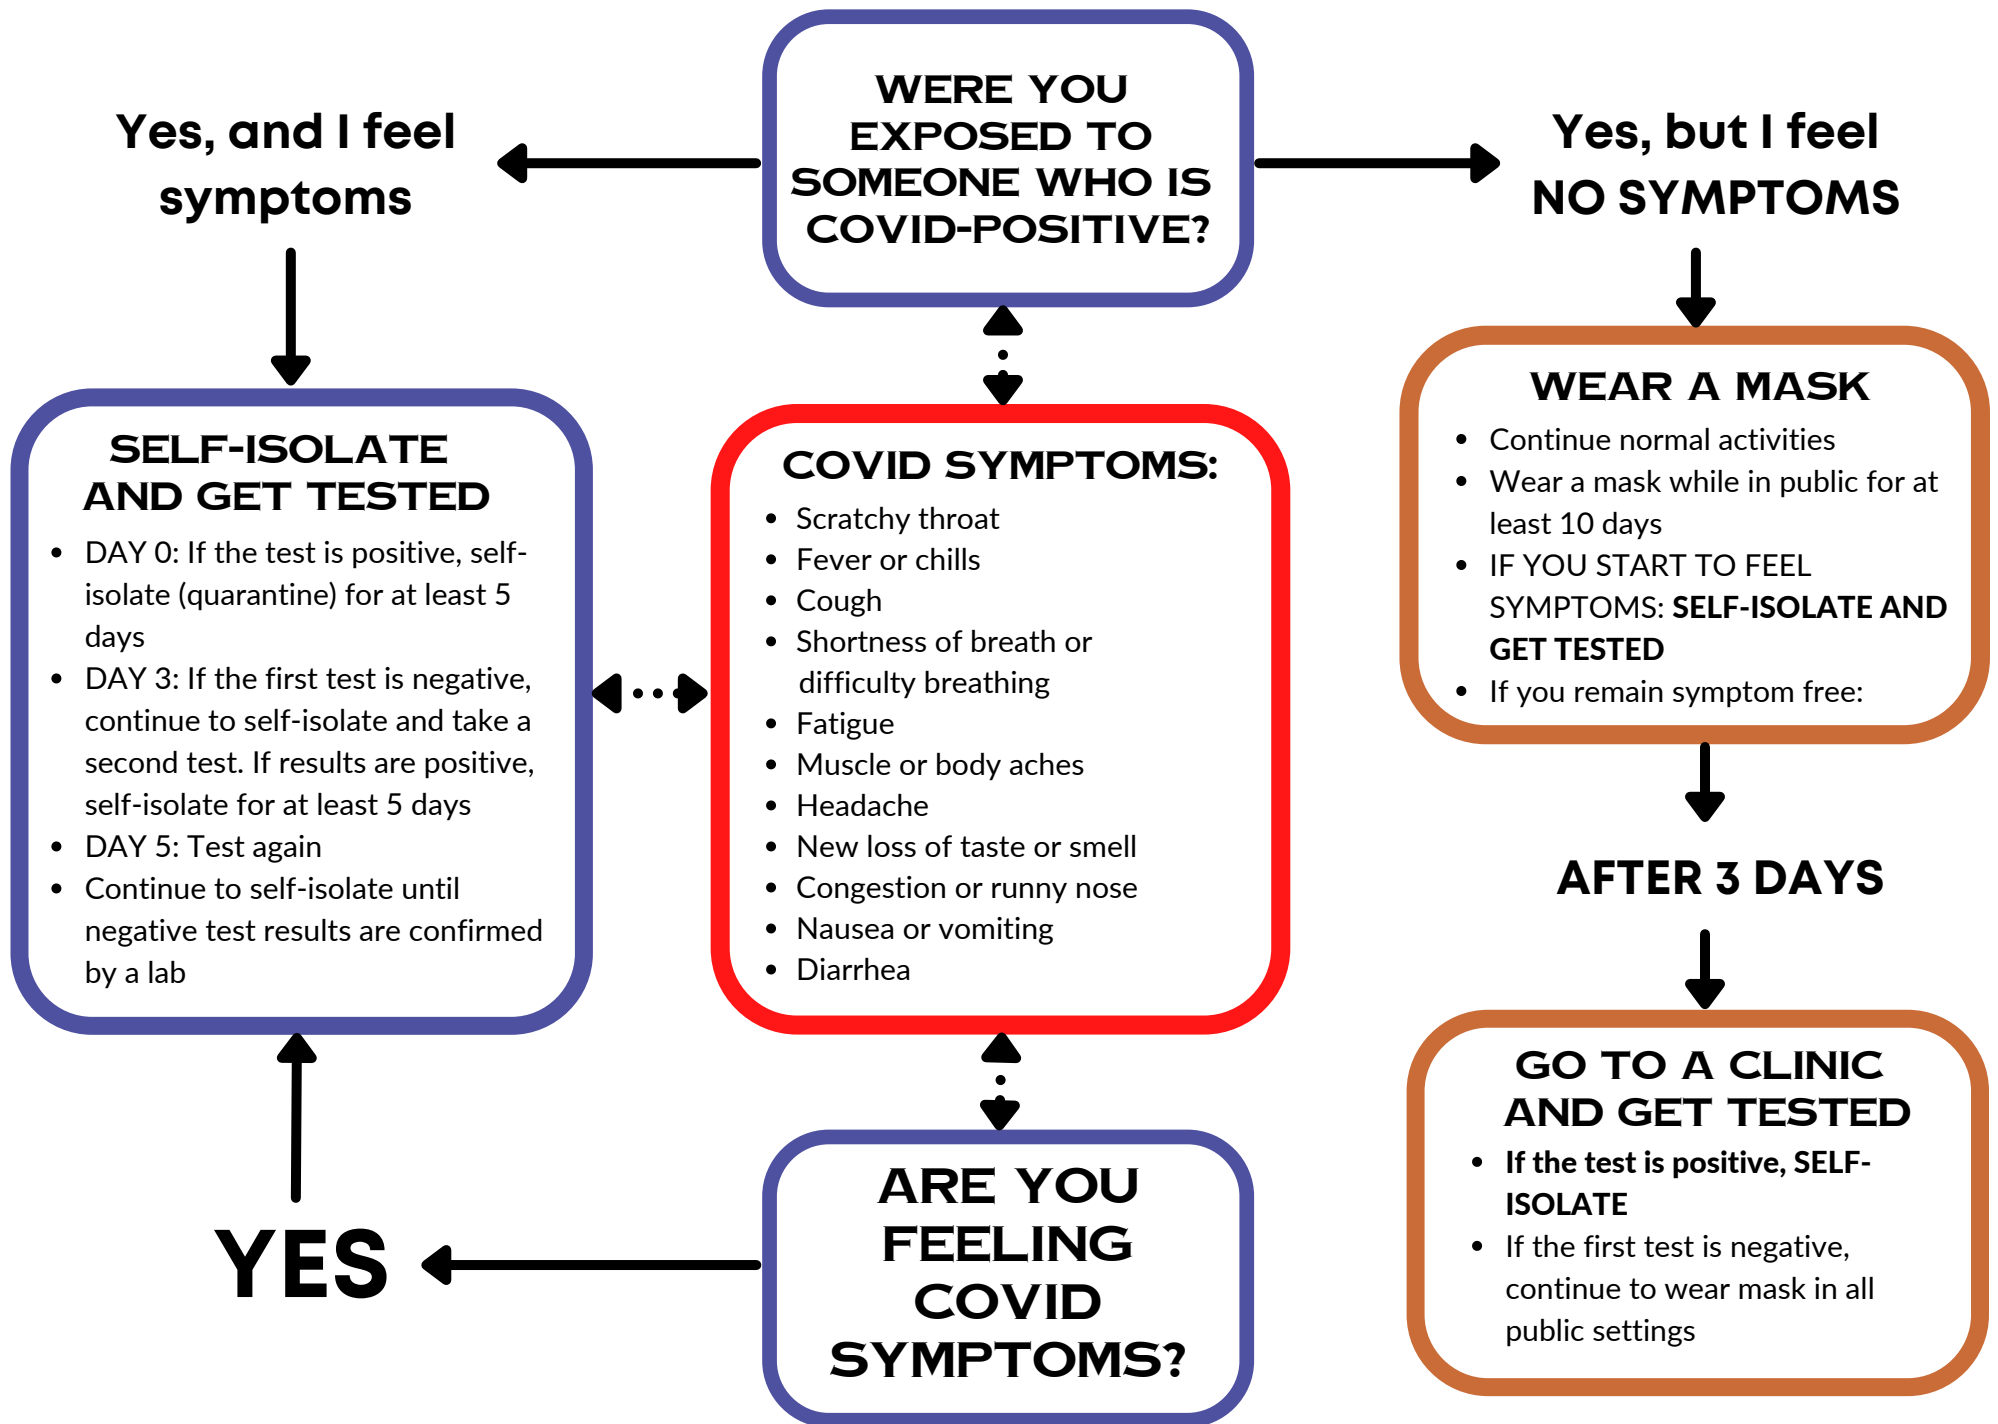 WERE YOU
EXPOSED TO
SOMEONE WHO IS
COVID-POSITIVE?
Yes, and I feel
symptoms
Yes, but I feel
NO SYMPTOMS
SELF-ISOLATE
AND GET TESTED
• DAY 0: If the test is positive, self-
isolate (quarantine) for at least 5
days
• DAY 3: If the first test is negative,
continue to self-isolate and take a
second test. If results are positive,
self-isolate for at least 5 days
• DAY 5: Test again
• Continue to self-isolate until
negative test results are confirmed
by a lab
COVID SYMPTOMS:
• Scratchy throat
• Fever or chills
• Cough
• Shortness of breath or
difficulty breathing
• Fatigue
• Muscle or body aches
• Headache
• New loss of taste or smell
• Congestion or runny nose
• Nausea or vomiting
• Diarrhea
WEAR A MASK
• Continue normal activities
• Wear a mask while in public for at
least 10 days
• IF YOU START TO FEEL
SYMPTOMS: SELF-ISOLATE AND
GET TESTED
• If you remain symptom free:
AFTER 3 DAYS
GO TO A CLINIC
AND GET TESTED
• If the test is positive, SELF-
ISOLATE
• If the first test is negative,
continue to wear mask in all
public settings
ARE YOU
FEELING
COVID
SYMPTOMS?
YES